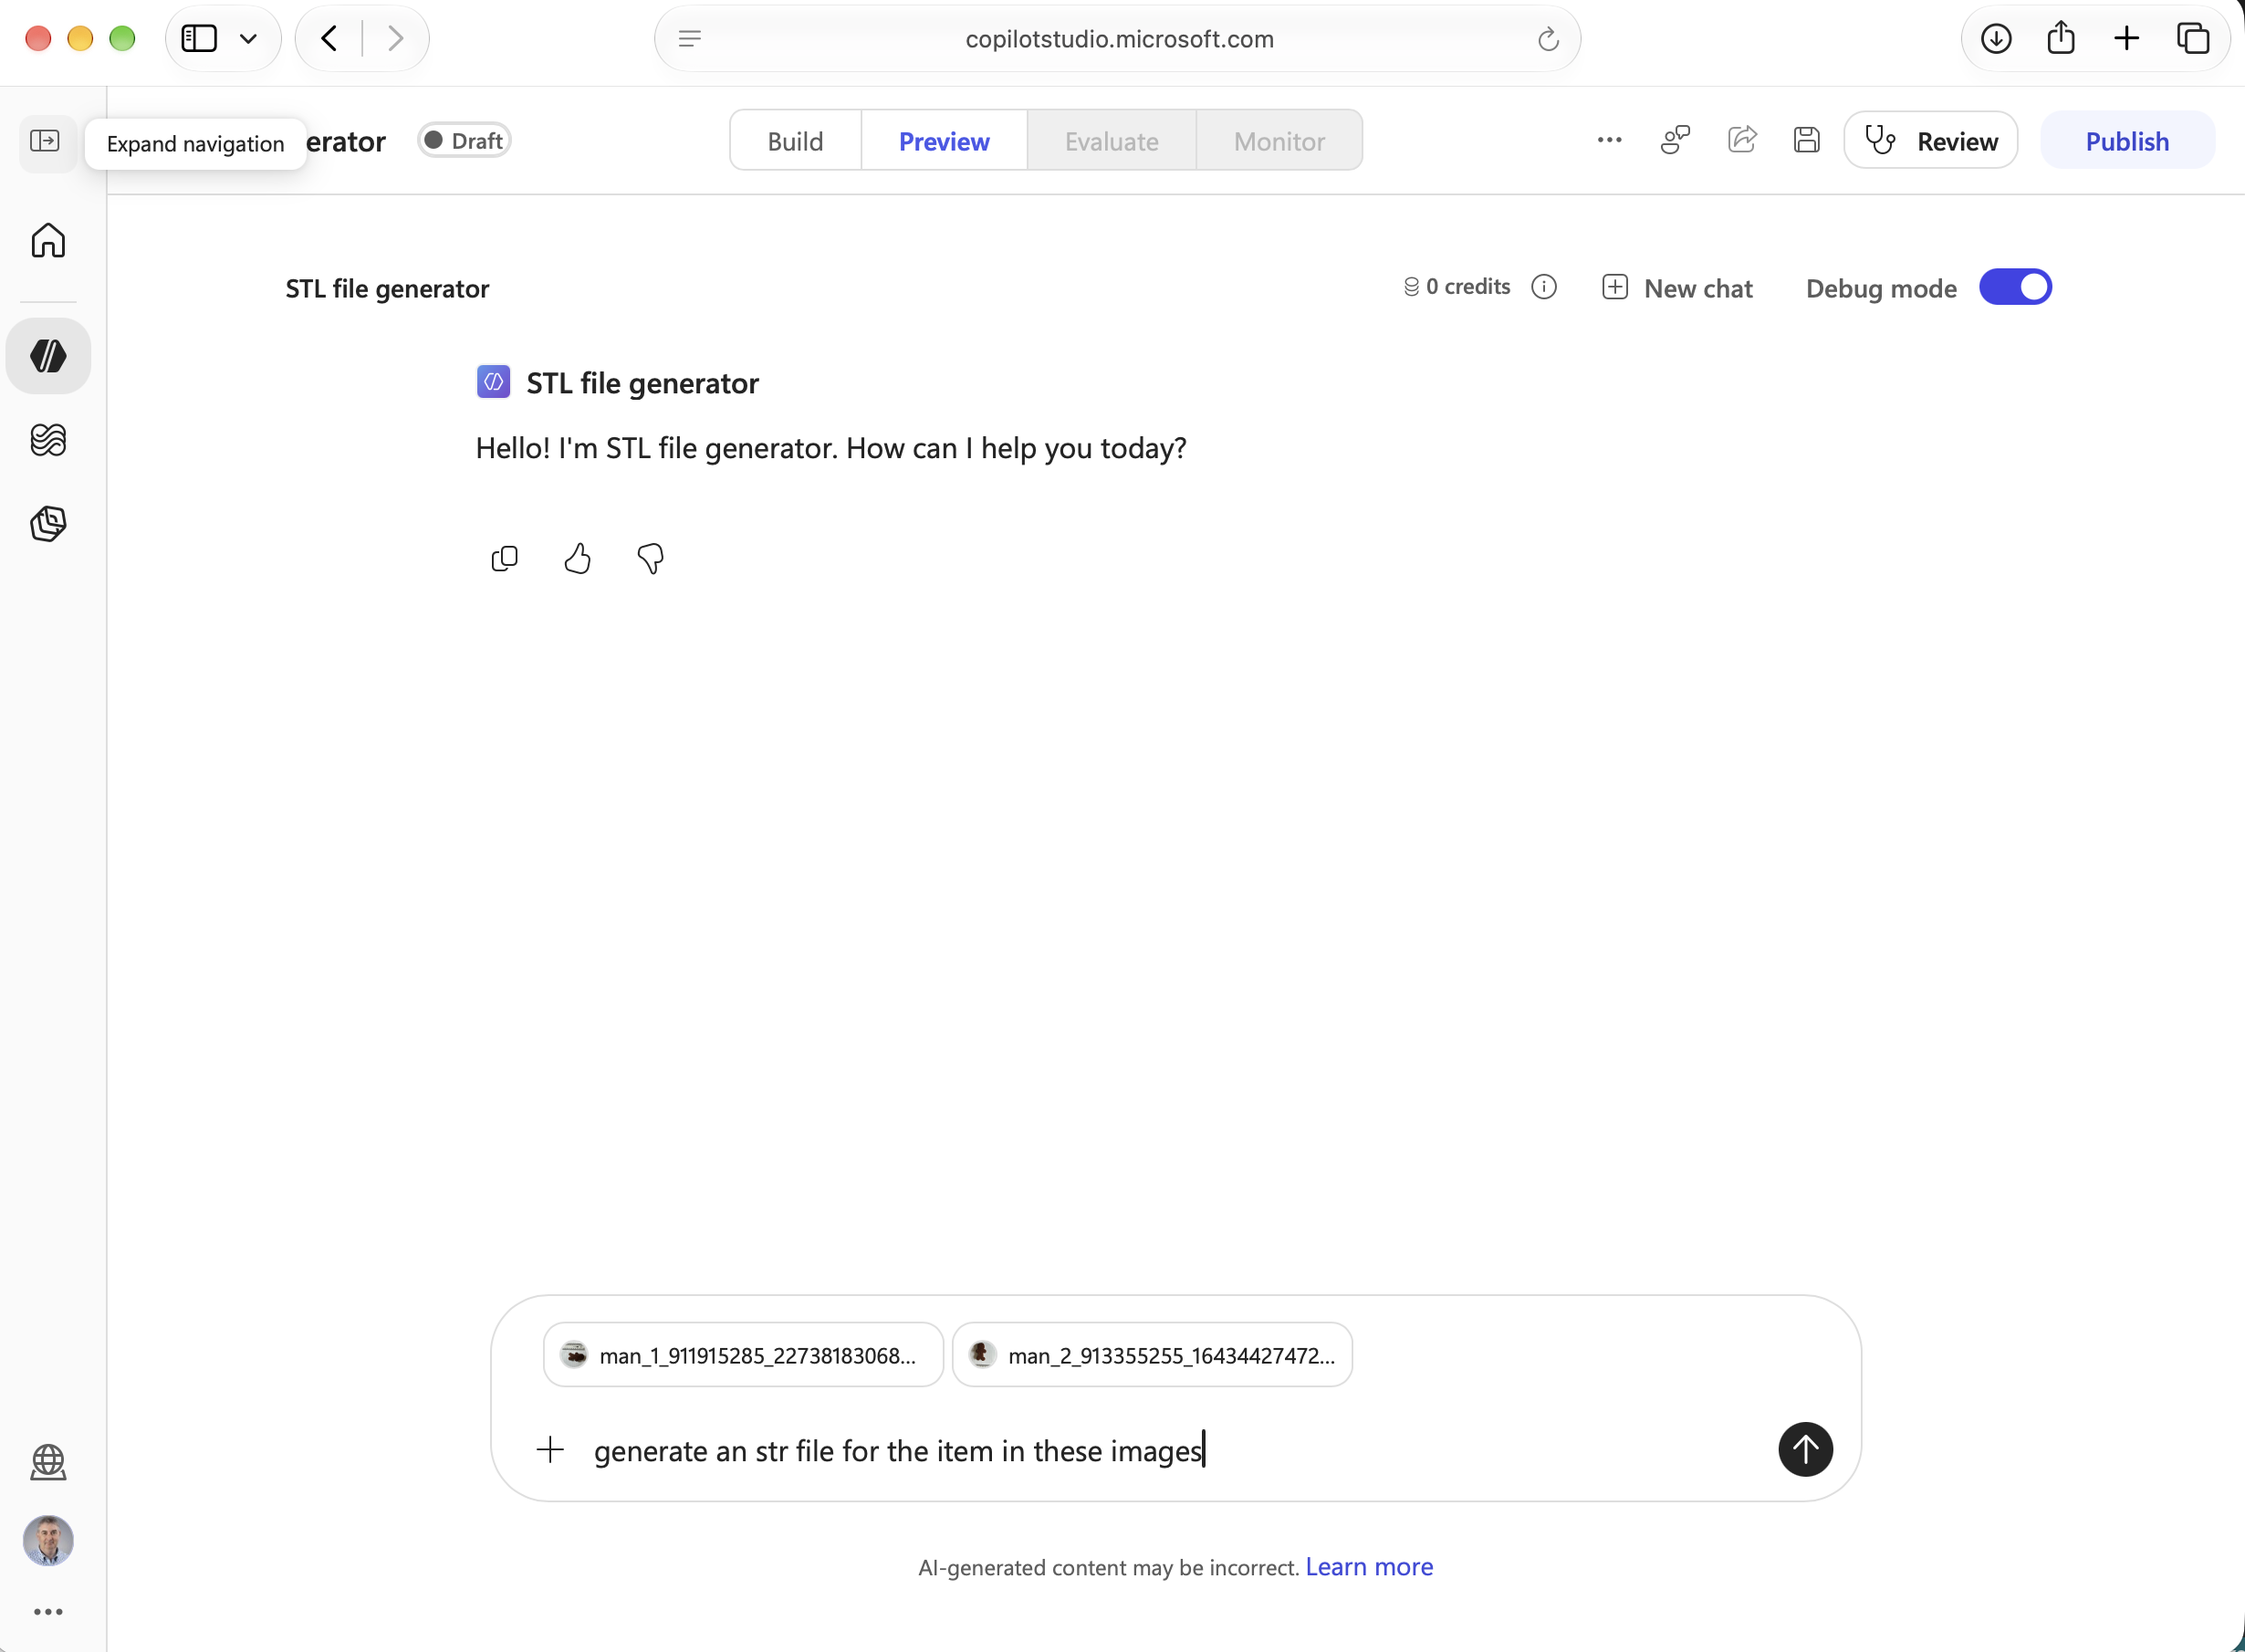 copilotstudio.microsoft.com
Expand navigation
erator
Draft
Build
Preview
Evaluate
Monitor
Review
Publish
STL file generator
0 credits
New chat
Debug mode
STL file generator
Hello! I'm STL file generator. How can I help you today?
man_1_911915285_22738183068...
man_2_913355255_16434427472...
generate an str file for the item in these images
AI-generated content may be incorrect. Learn more